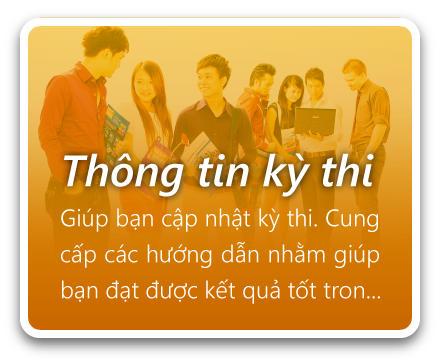 Thông tin kỳ thi
Giúp bạn cập nhật kỳ thi. Cung
cấp các hướng dẫn nhằm giúp
bạn đạt được kết quả tốt tron...